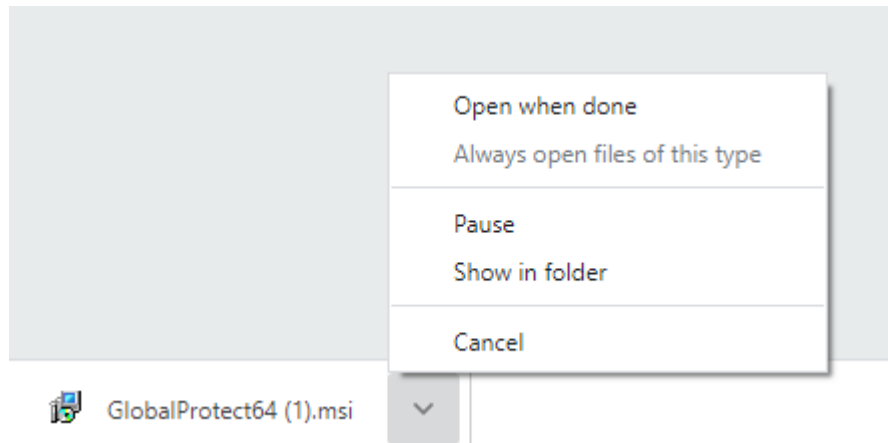 Open when done
Always open files of this type
Pause
Show in folder
Cancel
GlobalProtect64 (1).msi